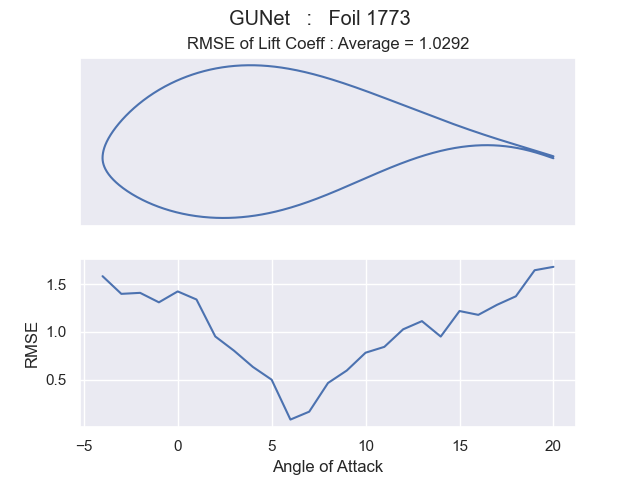 GUNet   :   Foil 1773
RMSE of Lift Coeff : Average = 1.0292
1.5
1.0
0.5
RMSE
−5 0 5 10 15 20
Angle of Attack